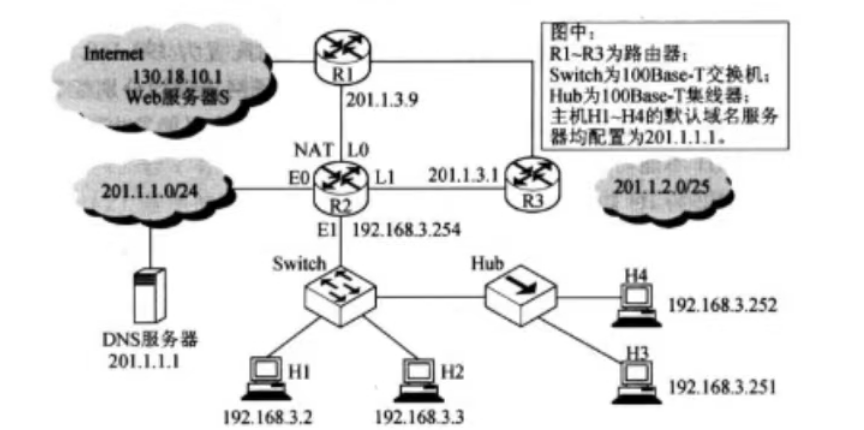 Internet
130.18.10.1
Web服务器S
R1
201.1.3.9
图中:
R1~R3为路由器;
Switch为100Base-T交换机;
Hub为100Base-T集线器;
主机H1~H4的默认域名服务
器均配置为201.1.1.1。
NAT L0
201.1.1.0/24
E0
L1
201.1.3.1
R2
R3
201.1.2.0/25
E1 192.168.3.254
Switch
Hub
H4
192.168.3.252
DNS服务器
201.1.1.1
H1
H2
H3
192.168.3.251
192.168.3.2
192.168.3.3